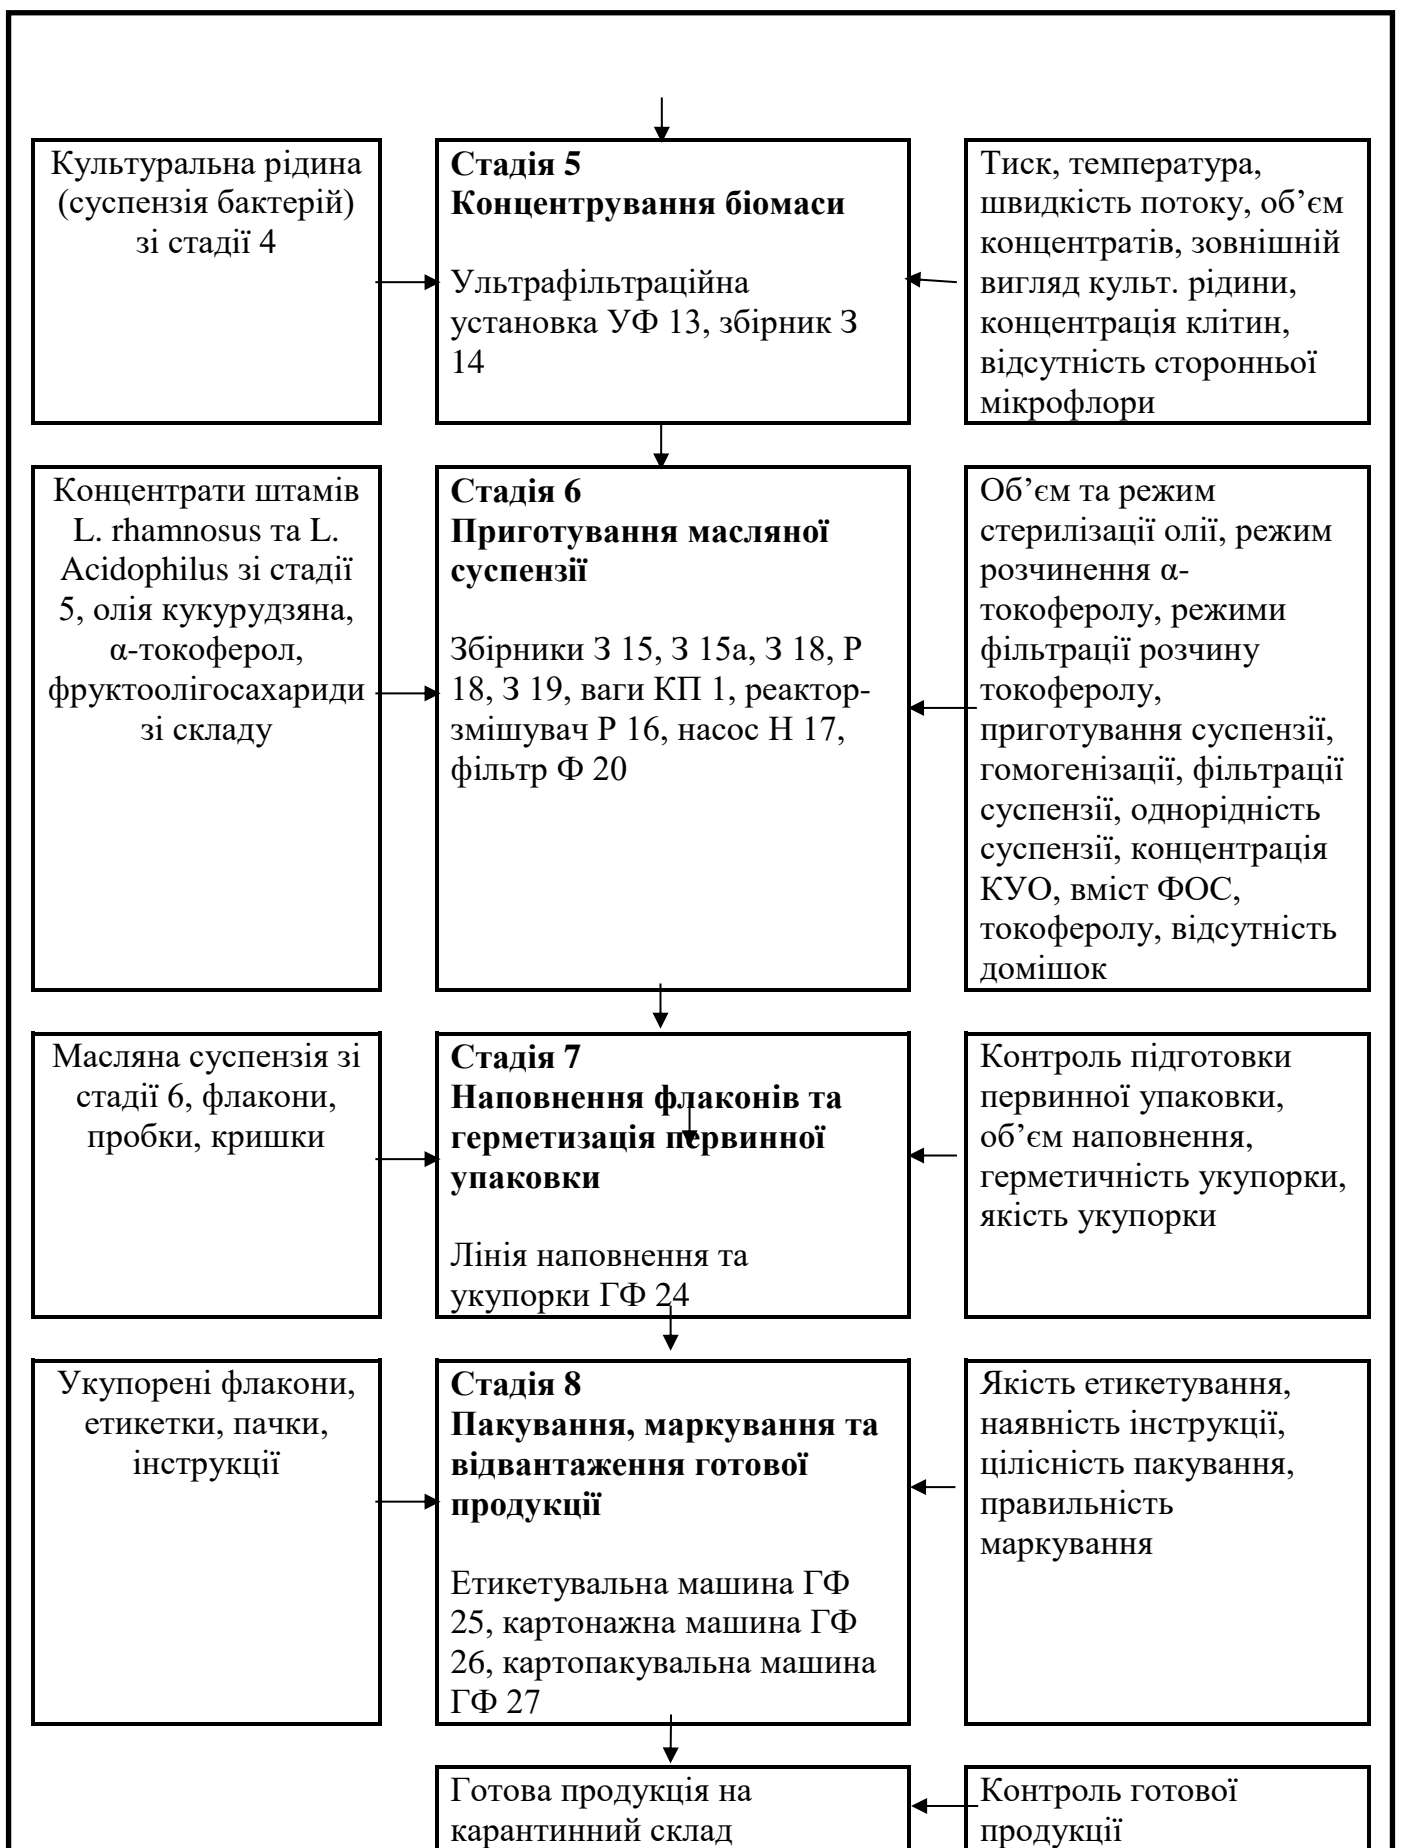 Культуральна рідина
(суспензія бактерій)
зі стадії 4
Стадія 5
Концентрування біомаси
Ультрафільтраційна
установка УФ 13, збірник З
14
Тиск, температура,
швидкість потоку, об’єм
концентратів, зовнішній
вигляд культ. рідини,
концентрація клітин,
відсутність сторонньої
мікрофлори
Концентрати штамів
L. rhamnosus та L.
Acidophilus зі стадії
5, олія кукурудзяна,
α-токоферол,
фруктоолігосахариди
зі складу
Стадія 6
Приготування масляної
суспензії
Збірники З 15, З 15а, З 18, Р
18, З 19, ваги КП 1, реактор-
змішувач Р 16, насос Н 17,
фільтр Ф 20
Об’єм та режим
стерилізації олії, режим
розчинення α-
токоферолу, режими
фільтрації розчину
токоферолу,
приготування суспензії,
гомогенізації, фільтрації
суспензії, однорідність
суспензії, концентрація
КУО, вміст ФОС,
токоферолу, відсутність
домішок
Масляна суспензія зі
стадії 6, флакони,
пробки, кришки
Стадія 7
Наповнення флаконів та
герметизація первинної
упаковки
Лінія наповнення та
укупорки ГФ 24
Контроль підготовки
первинної упаковки,
об’єм наповнення,
герметичність укупорки,
якість укупорки
Укупорені флакони,
етикетки, пачки,
інструкції
Стадія 8
Пакування, маркування та
відвантаження готової
продукції
Етикетувальна машина ГФ
25, картонажна машина ГФ
26, картопакувальна машина
ГФ 27
Якість етикетування,
наявність інструкції,
цілісність пакування,
правильність
маркування
Готова продукція на
карантинний склад
Контроль готової
продукції